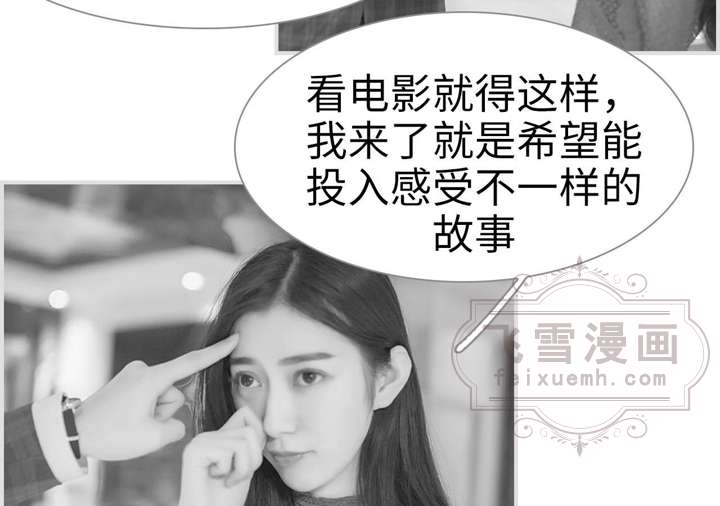 看电影就得这样，
我来了就是希望能
投入感受不一样的
故事
飞雪漫画
feixuemh.com